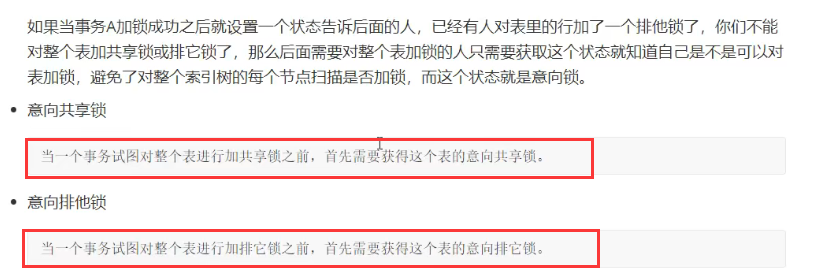 如果当事务A加锁成功之后就设置一个状态告诉后面的人，已经有人对表里的行加了一个排他锁了，你们不能
对整个表加共享锁或排它锁了，那么后面需要对整个表加锁的人只需要获取这个状态就知道自己是不是可以对
表加锁，避免了对整个索引树的每个节点扫描是否加锁，而这个状态就是意向锁。
• 意向共享锁
当一个事务试图对整个表进行加共享锁之前，首先需要获得这个表的意向共享锁。
• 意向排他锁
当一个事务试图对整个表进行加排它锁之前，首先需要获得这个表的意向排它锁。